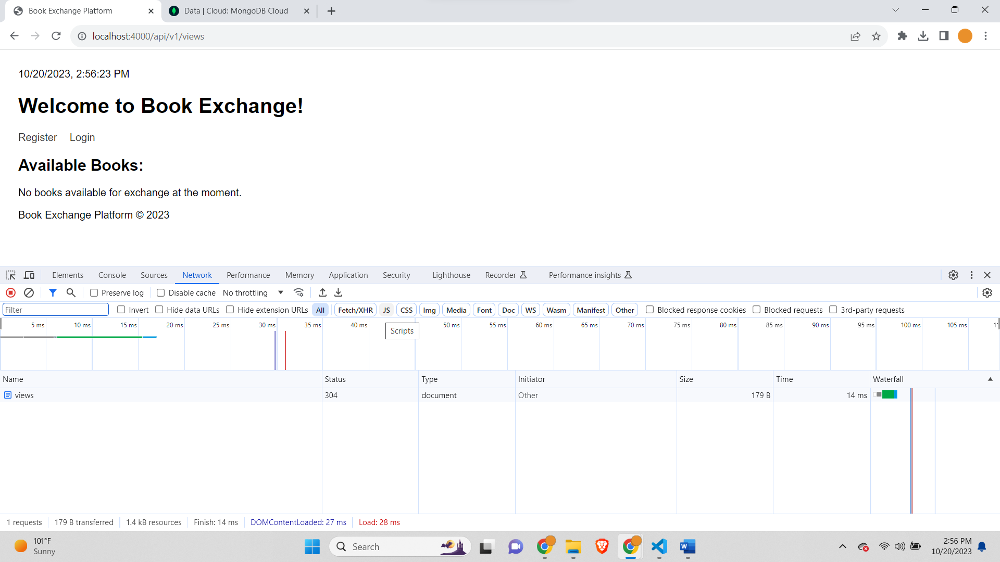 Book Exchange Platform
Data | Cloud: MongoDB Cloud
localhost:4000/api/v1/views
10/20/2023, 2:56:23 PM
Welcome to Book Exchange!
Register Login
Available Books:
No books available for exchange at the moment.
Book Exchange Platform © 2023
Elements Console Sources Network Performance Memory Application Security Lighthouse Recorder Performance insights
Preserve log Disable cache No throttling
Filter Invert Hide data URLs Hide extension URLs All Fetch/XHR JS CSS Img Media Font Doc WS Wasm Manifest Other Blocked response cookies Blocked requests 3rd-party requests
5 ms 10 ms 15 ms 20 ms 25 ms 30 ms 35 ms 40 ms 50 ms 55 ms 60 ms 65 ms 70 ms 75 ms 80 ms 85 ms 90 ms 95 ms 100 ms 105 ms
Scripts
Name Status Type Initiator Size Time Waterfall
views 304 document Other 179 B 14 ms
1 requests 179 B transferred 1.4 kB resources Finish: 14 ms DOMContentLoaded: 27 ms Load: 28 ms
101°F
Sunny
Search
2:56 PM
10/20/2023